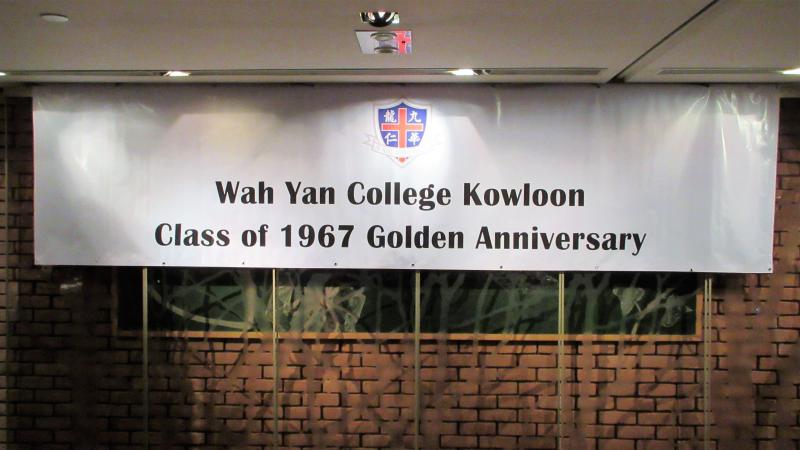 龍 九
仁 華
Wah Yan College Kowloon
Class of 1967 Golden Anniversary